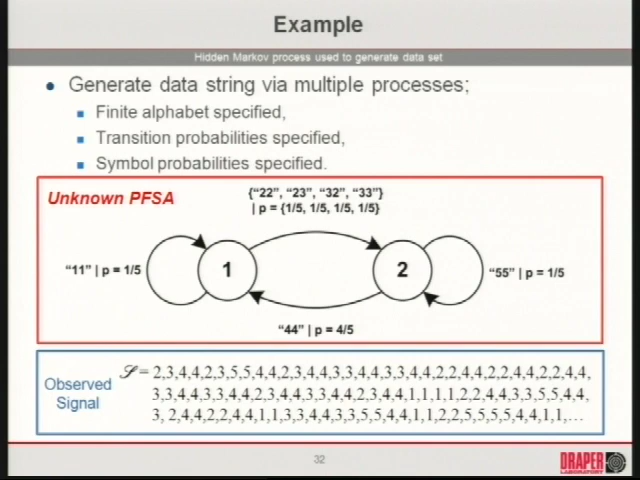 Example
Hidden Markov process used to generate data set
Generate data string via multiple processes;
Finite alphabet specified,
Transition probabilities specified,
Symbol probabilities specified.
Unknown PFSA
{“22”, “23”, “32”, “33”}
| p = {1/5, 1/5, 1/5, 1/5}
“11” | p = 1/5
1
2
“55” | p = 1/5
“44” | p = 4/5
Observed
Signal
𝒮 = 2,3,4,4,2,3,5,5,4,4,2,3,4,4,3,3,4,4,3,3,4,4,2,2,4,4,2,2,4,4,2,2,4,4,
3,3,4,4,3,3,4,4,2,3,4,4,3,3,4,4,2,3,4,4,1,1,1,1,2,2,4,4,3,3,5,5,4,4
3, 2,4,4,2,2,4,4,1,1,3,3,4,4,3,3,5,5,4,4,1,1,2,2,5,5,5,5,4,4,1,1,…
32
DRAPER
LABORATORY